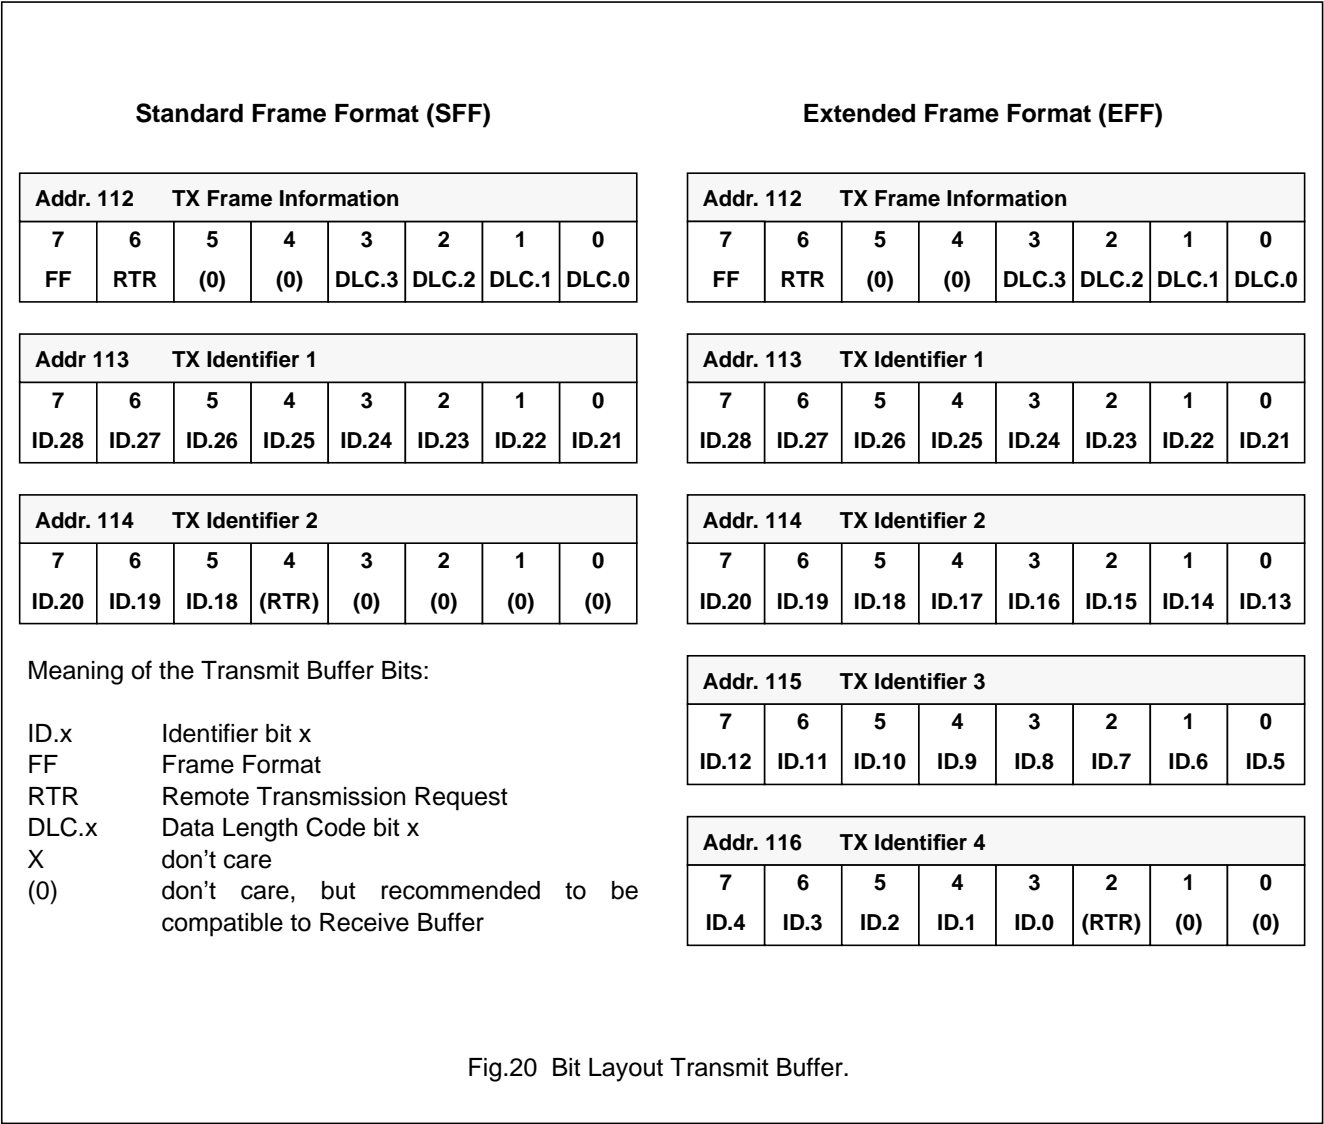 Standard Frame Format (SFF)
Addr. 112 TX Frame Information
7 6 5 4 3 2 1 0
FF RTR (0) (0) DLC.3 DLC.2 DLC.1 DLC.0
Addr 113 TX Identifier 1
7 6 5 4 3 2 1 0
ID.28 ID.27 ID.26 ID.25 ID.24 ID.23 ID.22 ID.21
Addr. 114 TX Identifier 2
7 6 5 4 3 2 1 0
ID.20 ID.19 ID.18 (RTR) (0) (0) (0) (0)
Meaning of the Transmit Buffer Bits:
ID.x Identifier bit x
FF Frame Format
RTR Remote Transmission Request
DLC.x Data Length Code bit x
X don't care
(0) don't care, but recommended to be
compatible to Receive Buffer
Extended Frame Format (EFF)
Addr. 112 TX Frame Information
7 6 5 4 3 2 1 0
FF RTR (0) (0) DLC.3 DLC.2 DLC.1 DLC.0
Addr. 113 TX Identifier 1
7 6 5 4 3 2 1 0
ID.28 ID.27 ID.26 ID.25 ID.24 ID.23 ID.22 ID.21
Addr. 114 TX Identifier 2
7 6 5 4 3 2 1 0
ID.20 ID.19 ID.18 ID.17 ID.16 ID.15 ID.14 ID.13
Addr. 115 TX Identifier 3
7 6 5 4 3 2 1 0
ID.12 ID.11 ID.10 ID.9 ID.8 ID.7 ID.6 ID.5
Addr. 116 TX Identifier 4
7 6 5 4 3 2 1 0
ID.4 ID.3 ID.2 ID.1 ID.0 (RTR) (0) (0)
Fig.20 Bit Layout Transmit Buffer.